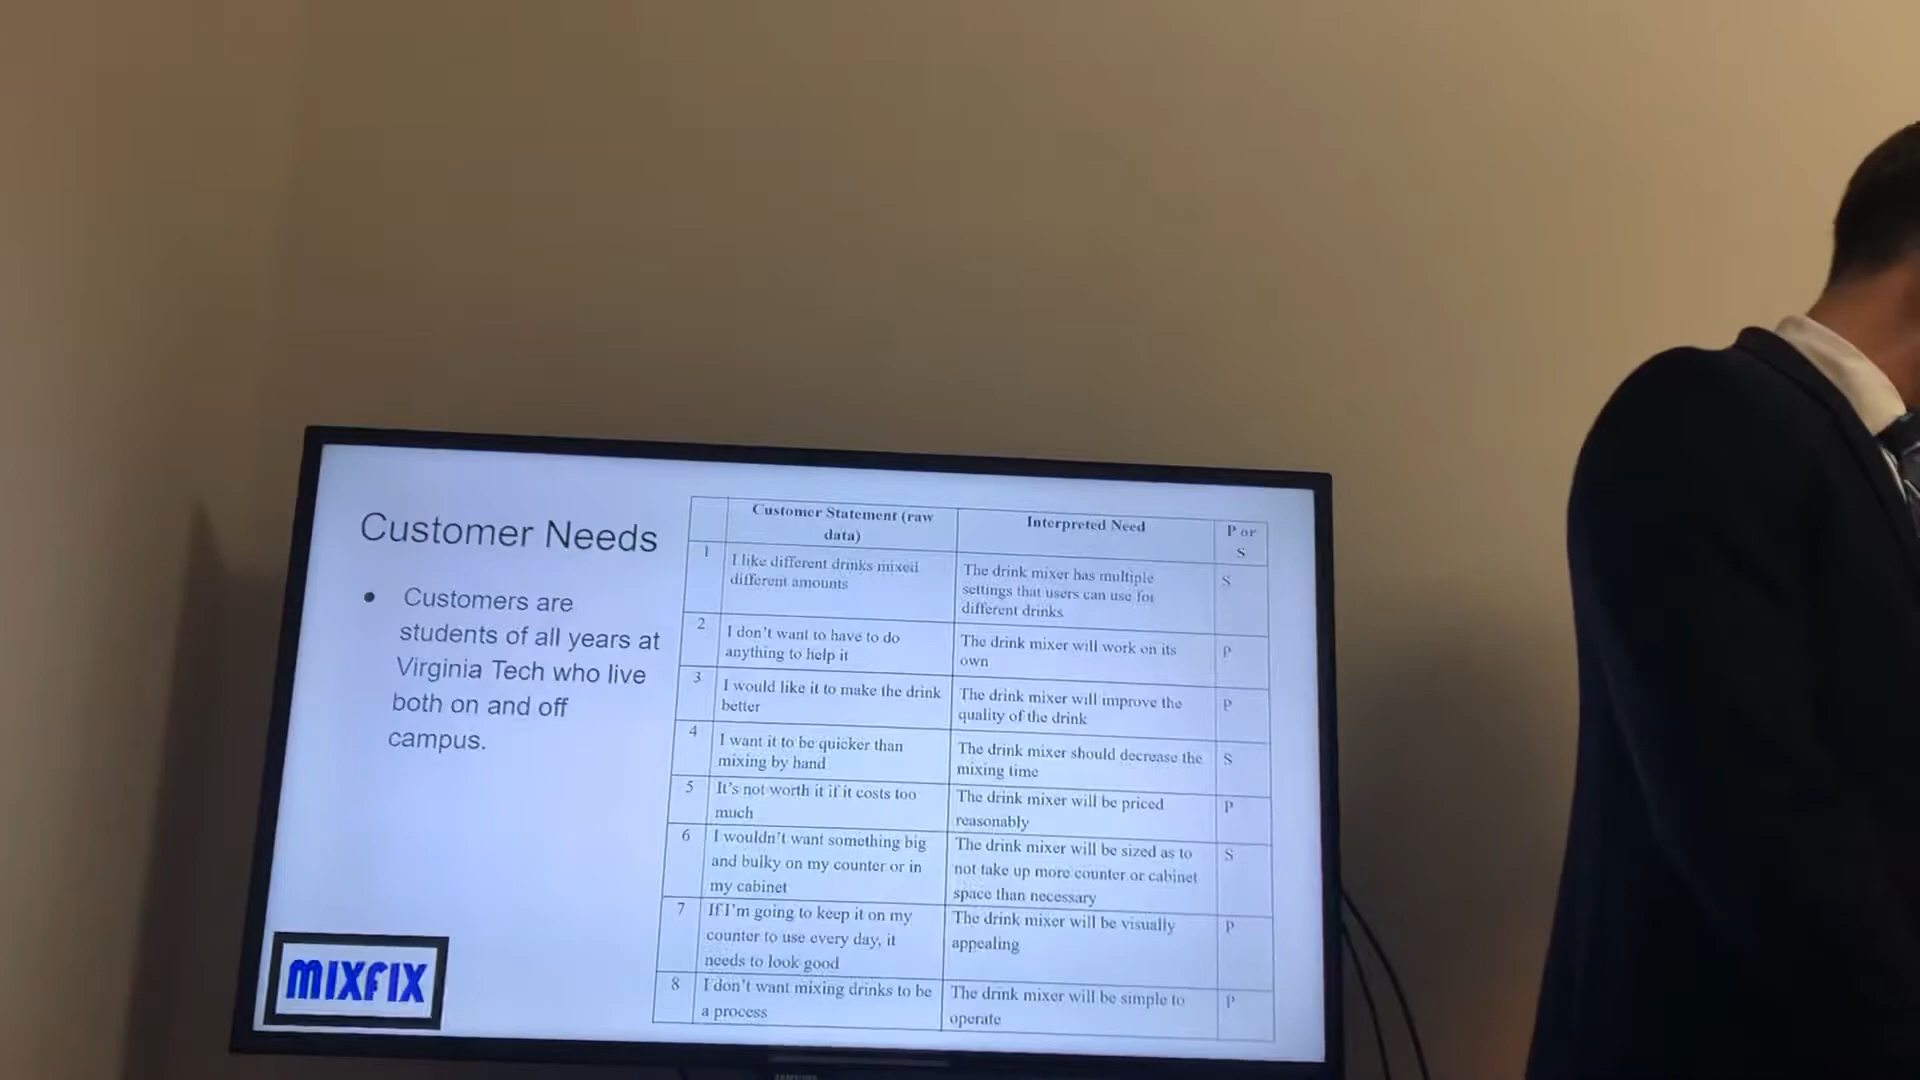 Customer Needs
● Customers are
students of all years at
Virginia Tech who live
both on and off
campus.
MIXFIX
Customer Statement (raw
data)
Interpreted Need
P or
S
1
I like different drinks mixed
different amounts
The drink mixer has multiple
settings that users can use for
different drinks
S
2
I don't want to have to do
anything to help it
The drink mixer will work on its
own
P
3
I would like it to make the drink
better
The drink mixer will improve the
quality of the drink
P
4
I want it to be quicker than
mixing by hand
The drink mixer should decrease the
mixing time
S
5
It's not worth it if it costs too
much
The drink mixer will be priced
reasonably
P
6
I wouldn't want something big
and bulky on my counter or in
my cabinet
The drink mixer will be sized as to
not take up more counter or cabinet
space than necessary
S
7
If I'm going to keep it on my
counter to use every day, it
needs to look good
The drink mixer will be visually
appealing
P
8
I don't want mixing drinks to be
a process
The drink mixer will be simple to
operate
P
SAMSUNG